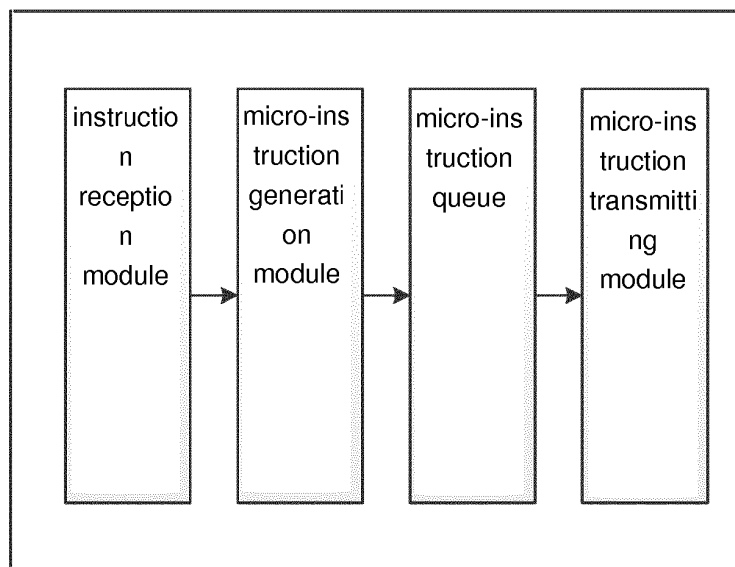 instructio
n
receptio
n
module
micro-ins
truction
generati
on
module
micro-ins
truction
queue
micro-ins
truction
transmitti
ng
module